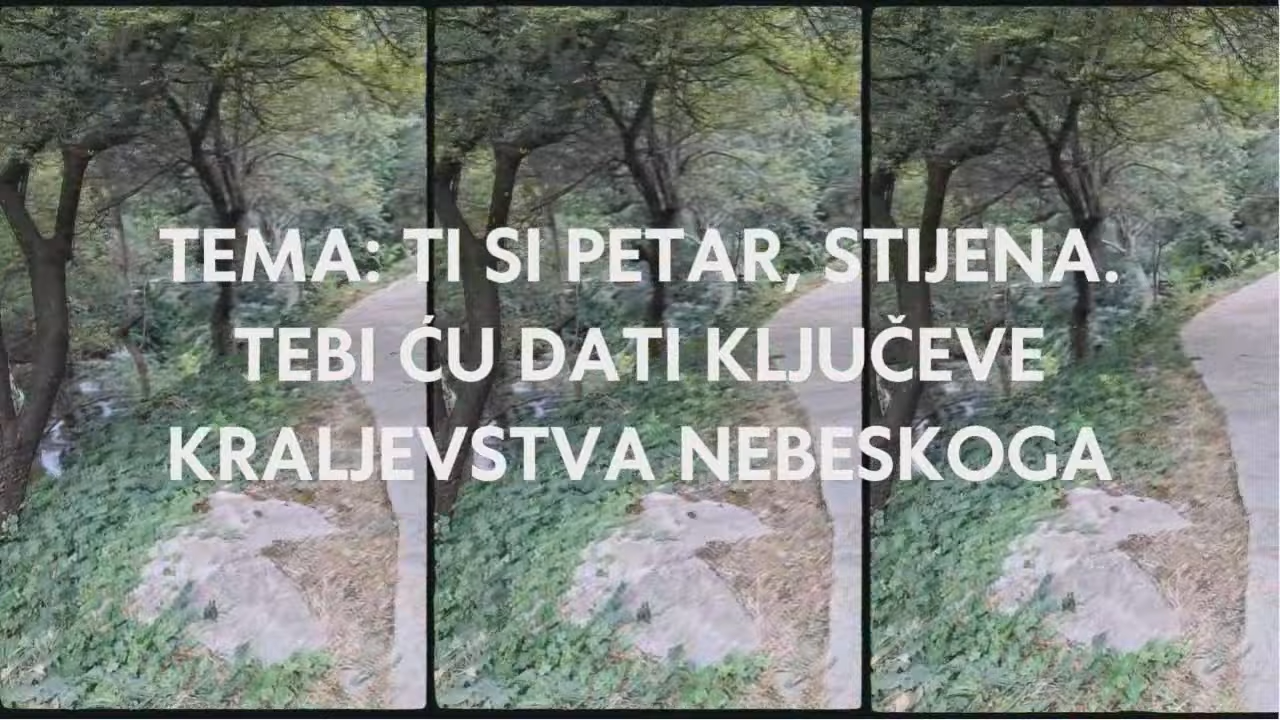 TEMA: TI SI PETAR, STIJENA.
TEBI ĆU DATI KLJUČEVE
KRALJEVSTVA NEBESKOGA